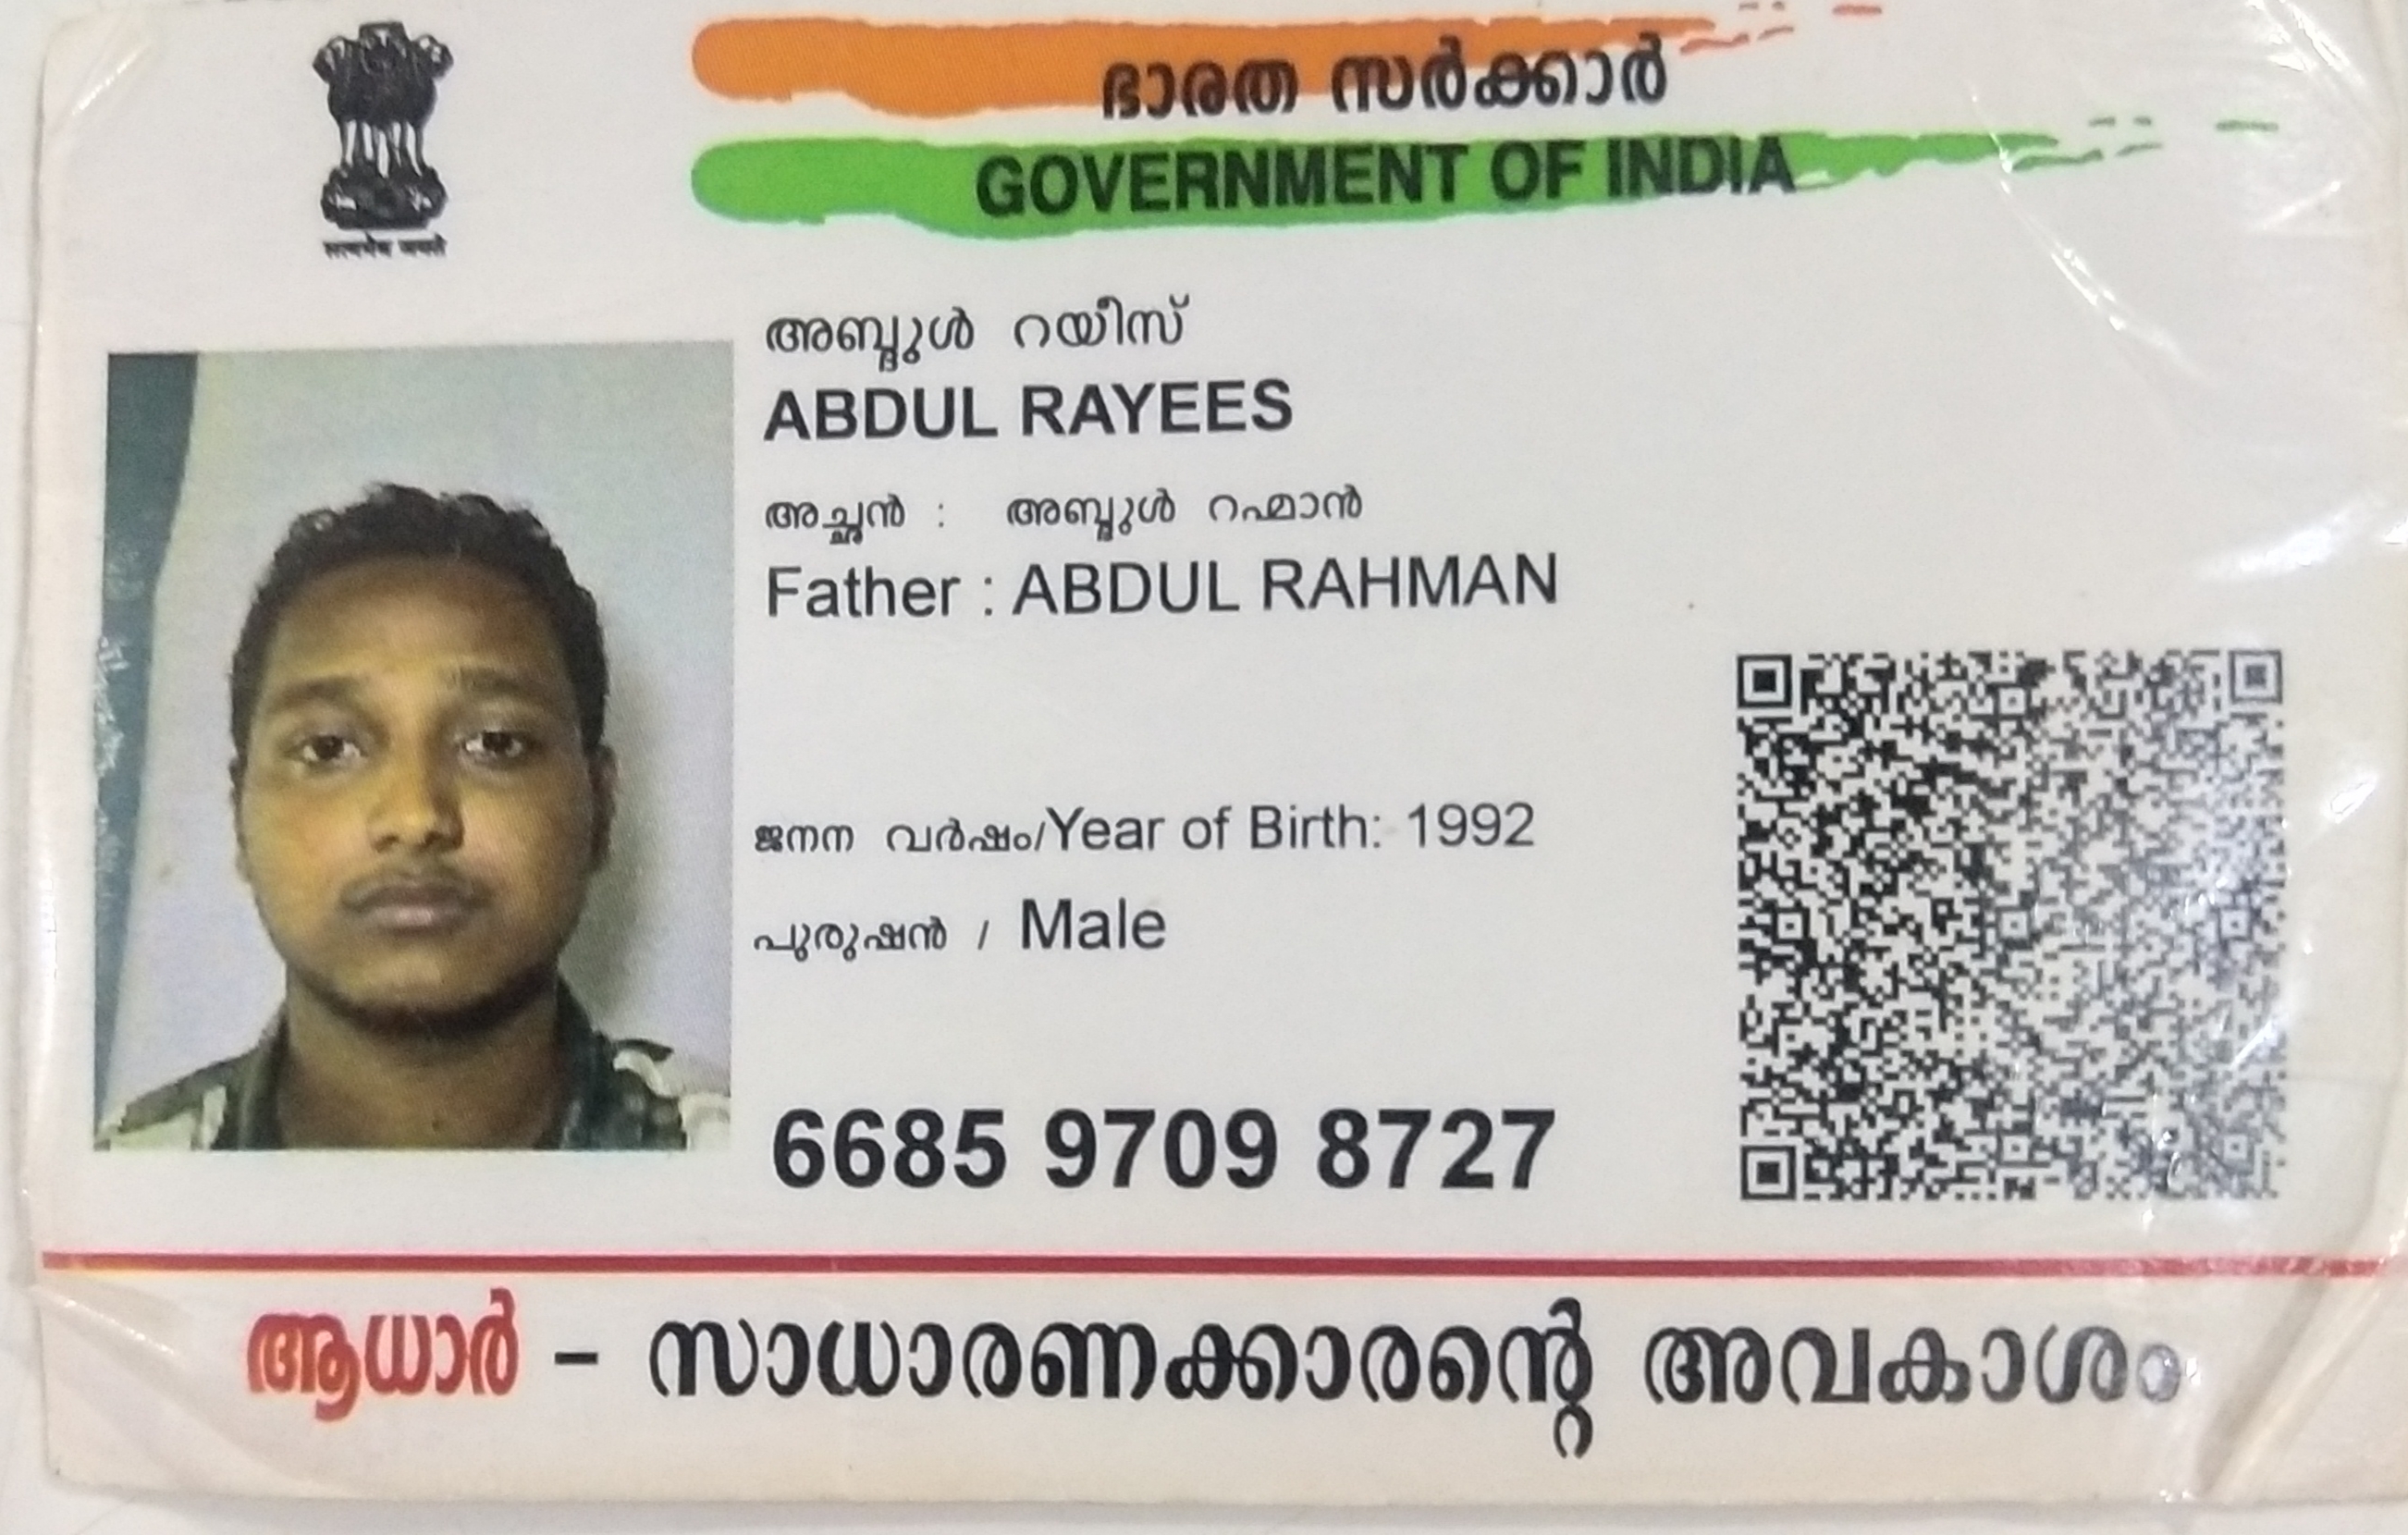 ഭാരത സർക്കാർ
GOVERNMENT OF INDIA
सत्यमेव जयते
അബ്ദുൾ റയീസ്
ABDUL RAYEES
അച്ഛൻ : അബ്ദുൾ റഹ്മാൻ
Father : ABDUL RAHMAN
ജനന വർഷം/Year of Birth: 1992
പുരുഷൻ / Male
6685 9709 8727
ആധാർ - സാധാരണക്കാരന്റെ അവകാശം